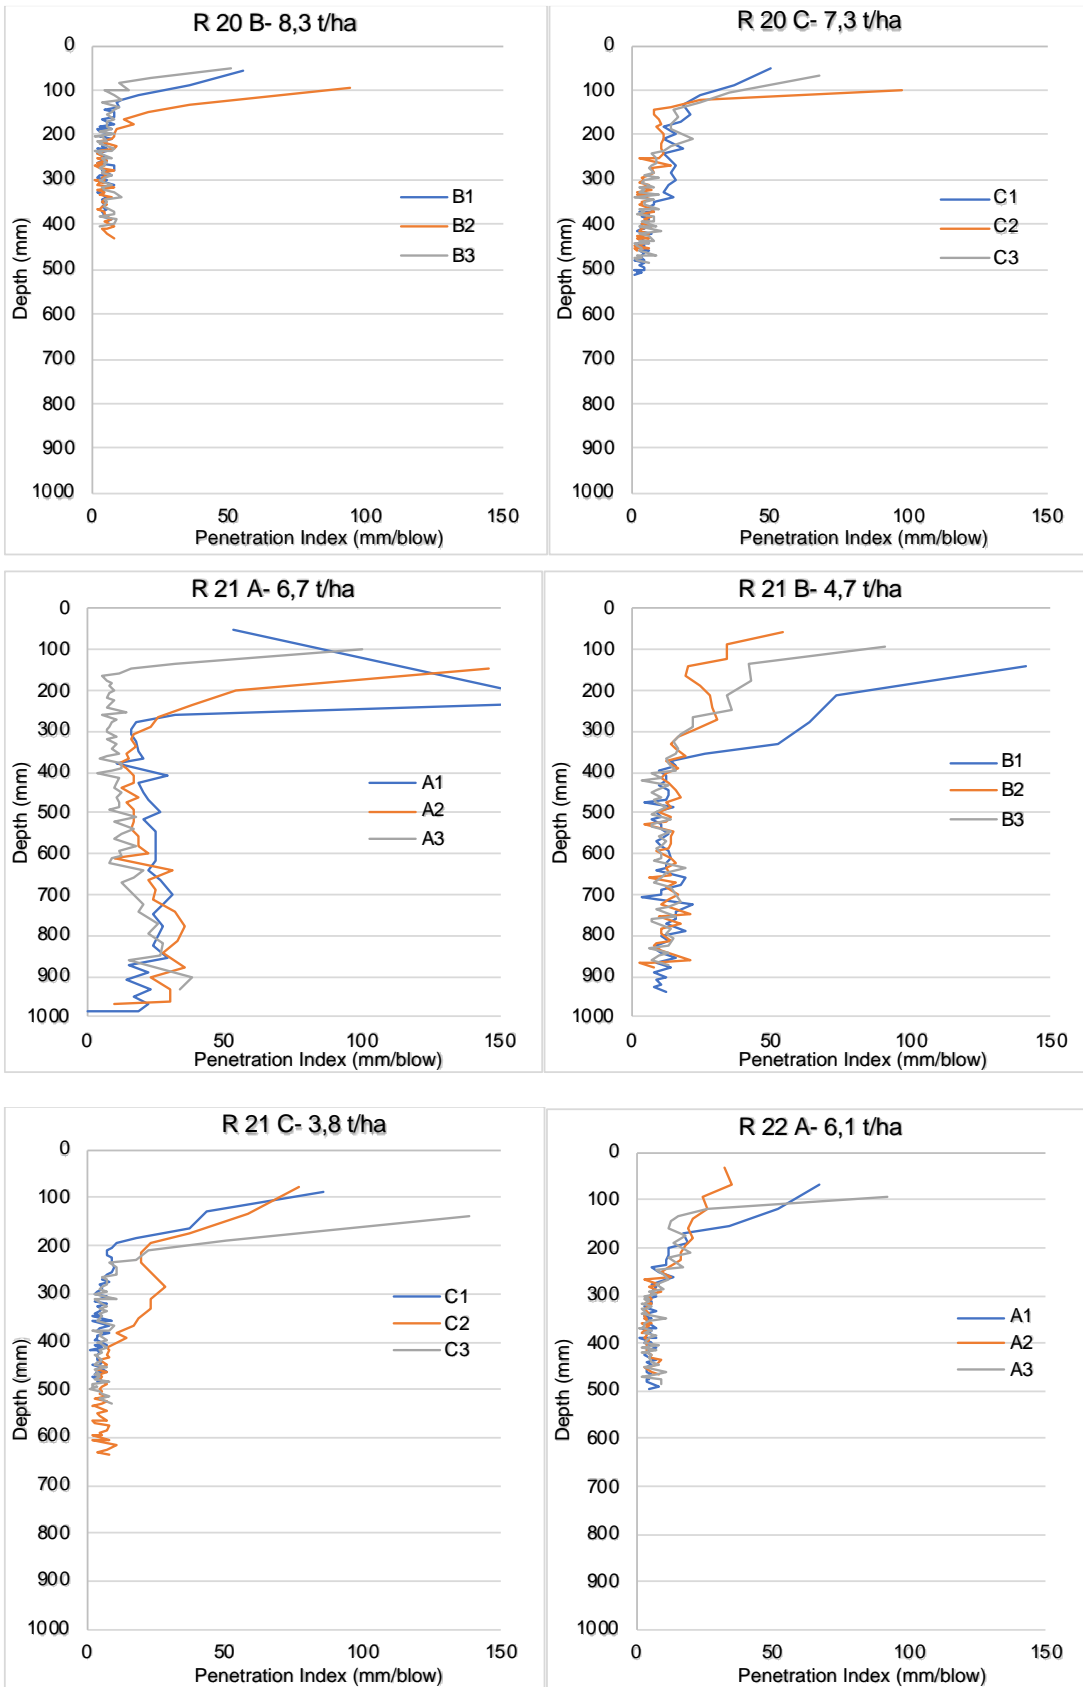 R 20 B- 8,3 t/ha
0
100
200
300
400
500
600
700
800
900
1000
Depth (mm)
B1
B2
B3
0 50 100 150
Penetration Index (mm/blow)
R 20 C- 7,3 t/ha
0
100
200
300
400
500
600
700
800
900
1000
Depth (mm)
C1
C2
C3
0 50 100 150
Penetration Index (mm/blow)
R 21 A- 6,7 t/ha
0
100
200
300
400
500
600
700
800
900
1000
Depth (mm)
A1
A2
A3
0 50 100 150
Penetration Index (mm/blow)
R 21 B- 4,7 t/ha
0
100
200
300
400
500
600
700
800
900
1000
Depth (mm)
B1
B2
B3
0 50 100 150
Penetration Index (mm/blow)
R 21 C- 3,8 t/ha
0
100
200
300
400
500
600
700
800
900
1000
Depth (mm)
C1
C2
C3
0 50 100 150
Penetration Index (mm/blow)
R 22 A- 6,1 t/ha
0
100
200
300
400
500
600
700
800
900
1000
Depth (mm)
A1
A2
A3
0 50 100 150
Penetration Index (mm/blow)